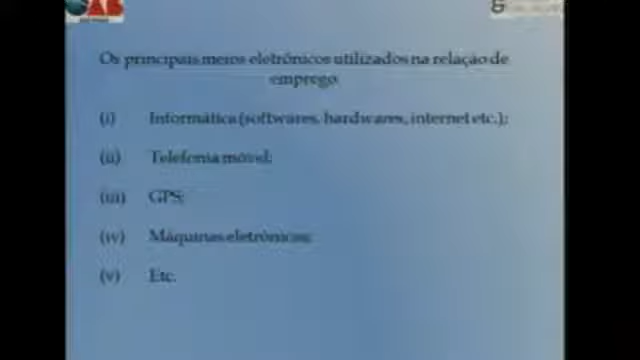 OAB
Os principais meios eletrônicos utilizados na relação de
emprego
(i) Informática (softwares, hardwares, internet etc.);
(ii) Telefonia móvel;
(iii) GPS;
(iv) Máquinas eletrônicas;
(v) Etc.